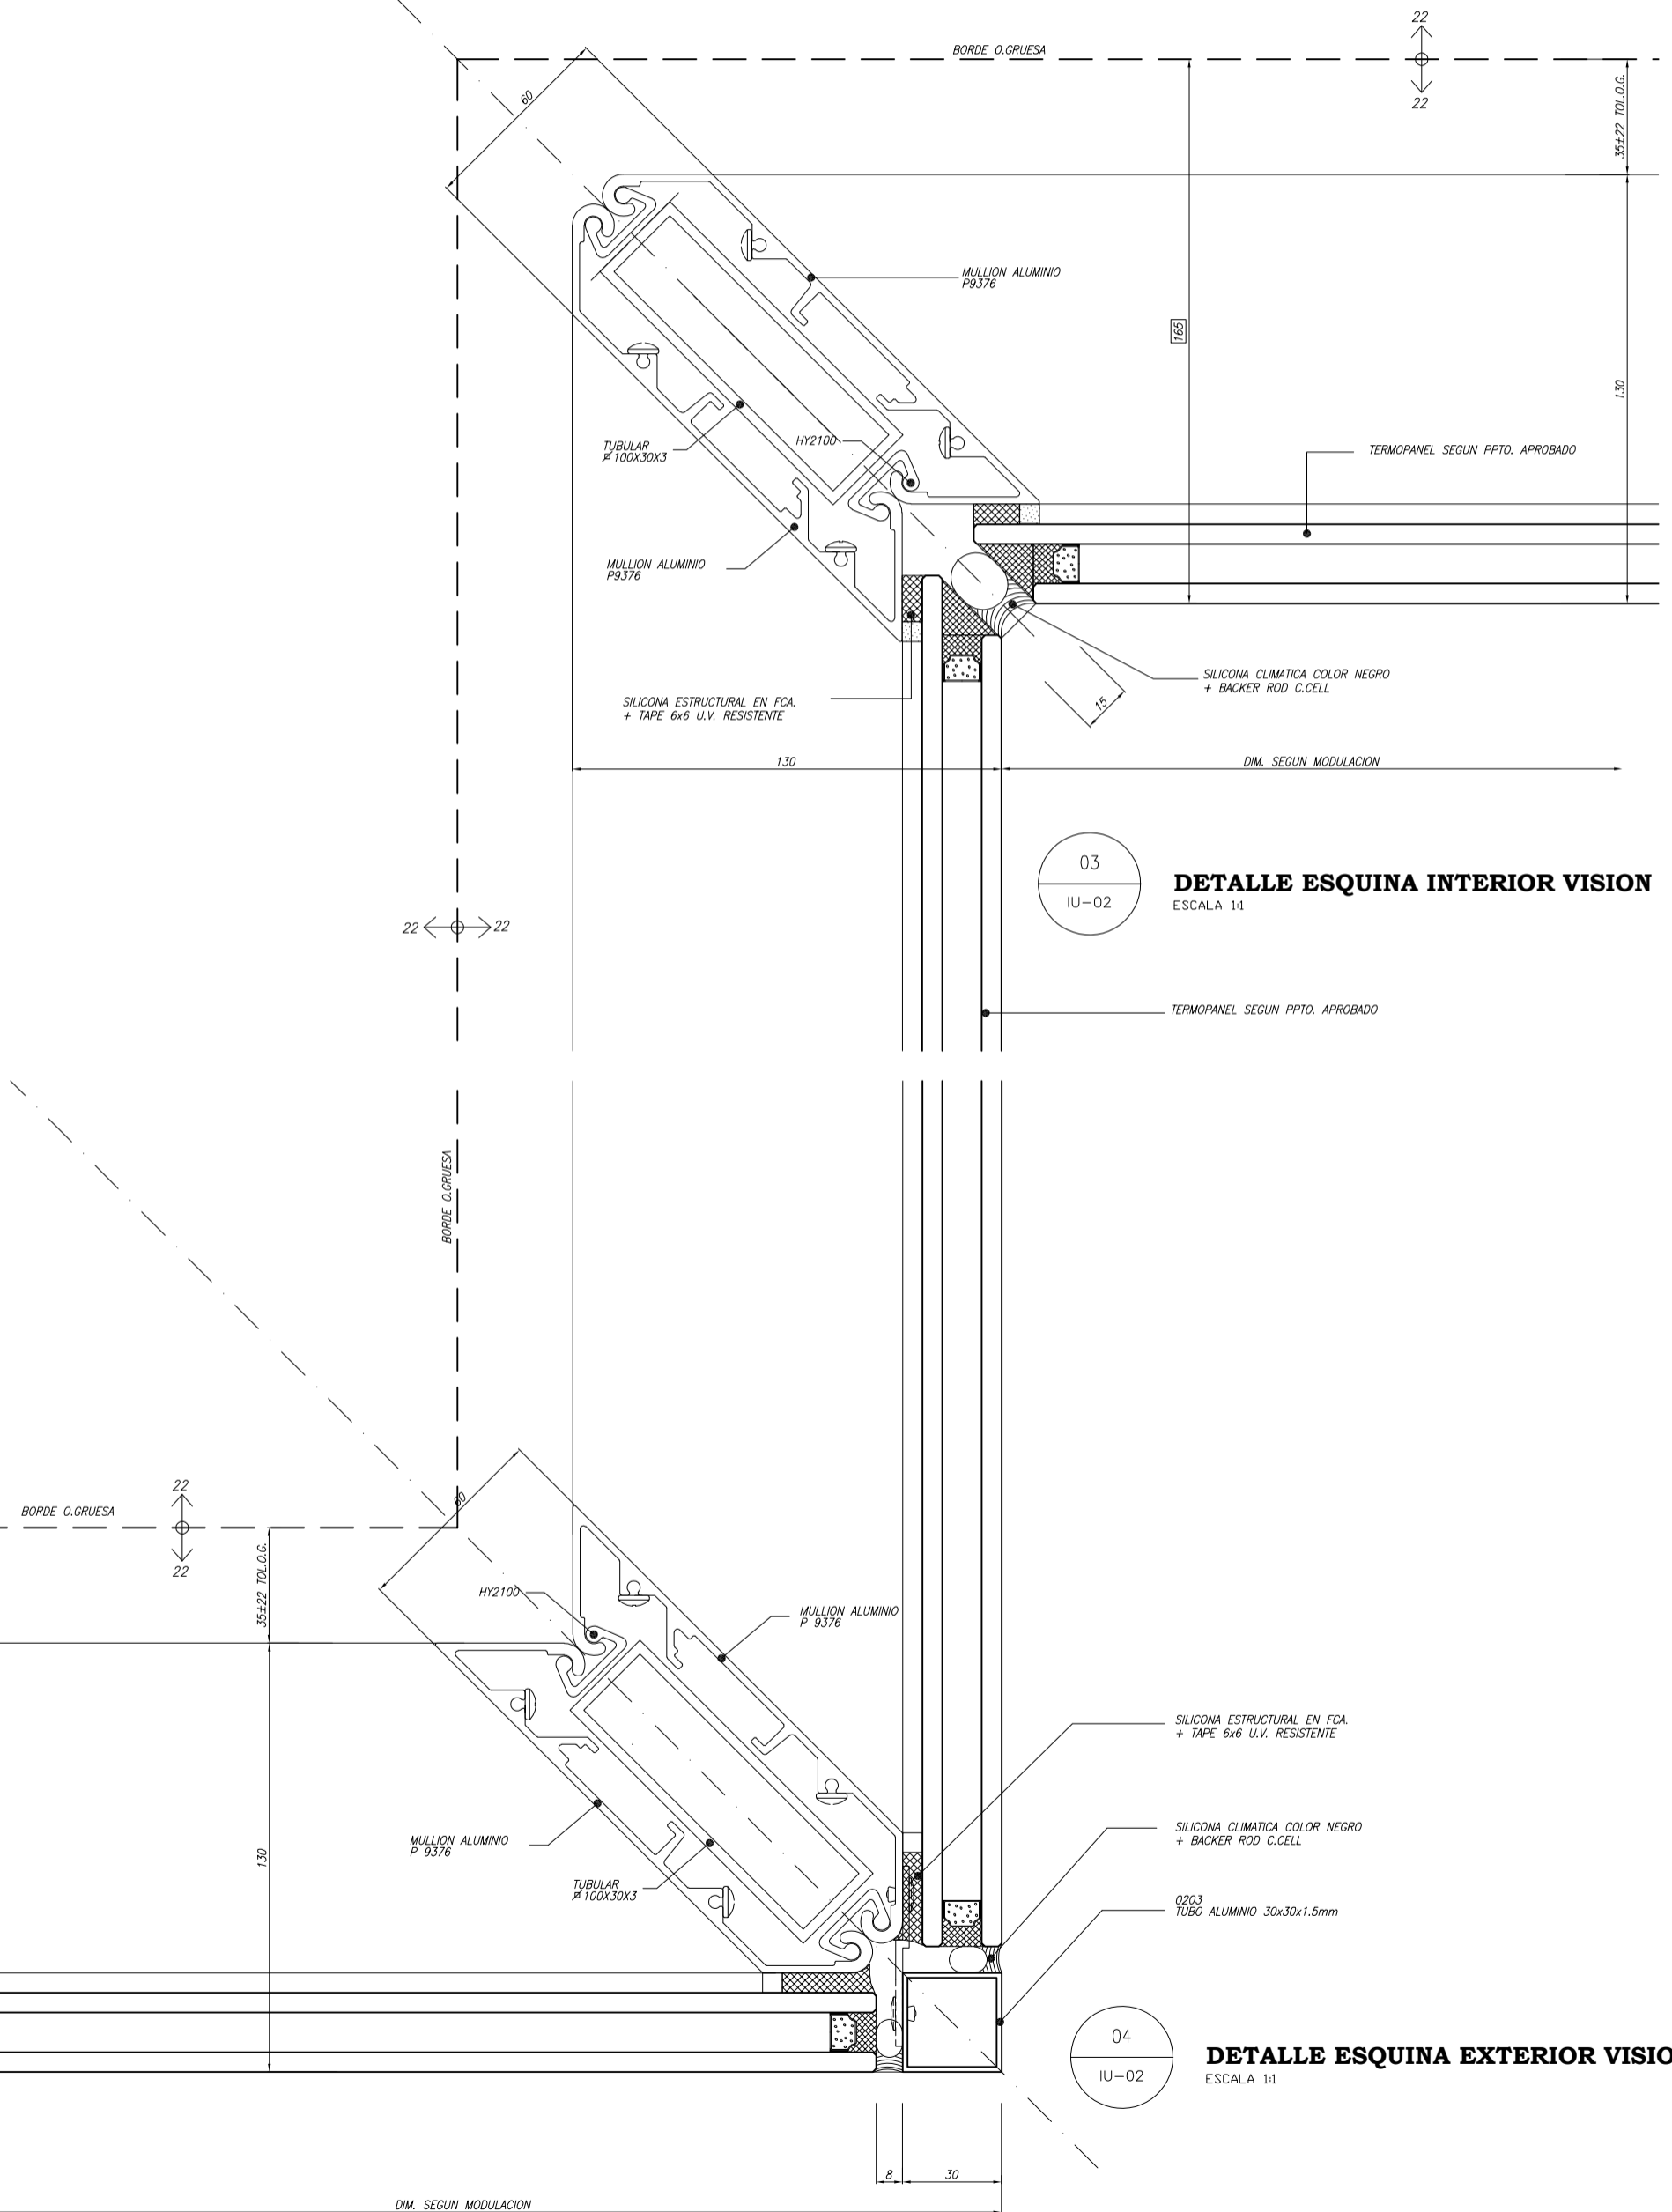 22
BORDE O.GRUESA
22
60
35±22 TOL.O.G.
MULLION ALUMINIO
P9376
165
130
TUBULAR
100X30X3
HY2100
TERMOPANEL SEGUN PPTO. APROBADO
MULLION ALUMINIO
P9376
SILICONA CLIMATICA COLOR NEGRO
+ BACKER ROD C.CELL
SILICONA ESTRUCTURAL EN FCA.
+ TAPE 6x6 U.V. RESISTENTE
15
130
DIM. SEGUN MODULACION
03
IU-02
DETALLE ESQUINA INTERIOR VISION
ESCALA 1:1
22
22
TERMOPANEL SEGUN PPTO. APROBADO
BORDE O.GRUESA
22
BORDE O.GRUESA
22
60
35±22 TOL.O.G.
HY2100
MULLION ALUMINIO
P 9376
SILICONA ESTRUCTURAL EN FCA.
+ TAPE 6x6 U.V. RESISTENTE
MULLION ALUMINIO
P 9376
130
SILICONA CLIMATICA COLOR NEGRO
+ BACKER ROD C.CELL
TUBULAR
100X30X3
0203
TUBO ALUMINIO 30x30x1.5mm
04
IU-02
DETALLE ESQUINA EXTERIOR VISIO
ESCALA 1:1
8
30
DIM. SEGUN MODULACION